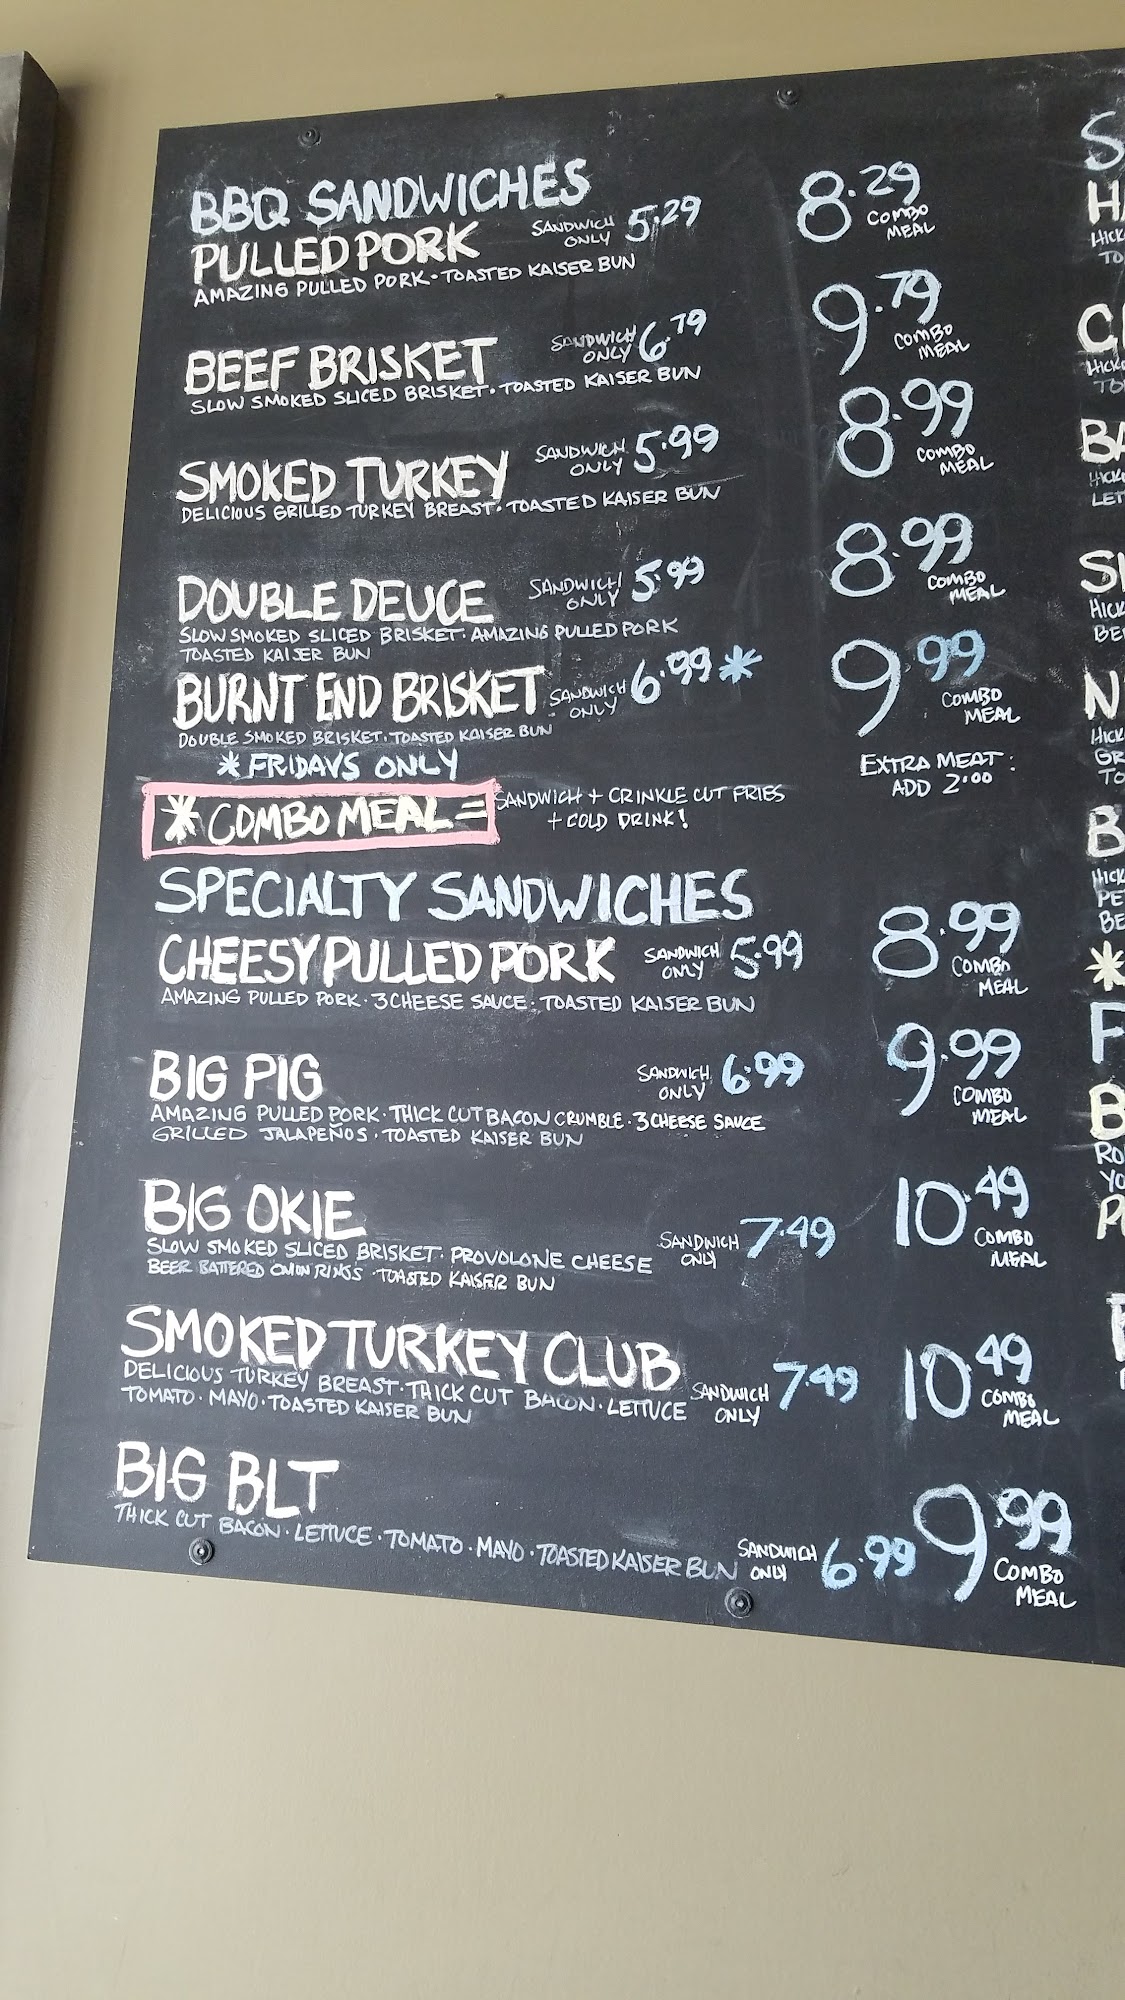 BBQ SANDWICHES
PULLED PORK SANDWICH ONLY 5.29 8.29 COMBO MEAL
AMAZING PULLED PORK · TOASTED KAISER BUN
BEEF BRISKET SANDWICH ONLY 6.79 9.79 COMBO MEAL
SLOW SMOKED SLICED BRISKET · TOASTED KAISER BUN
SMOKED TURKEY SANDWICH ONLY 5.99 8.99 COMBO MEAL
DELICIOUS GRILLED TURKEY BREAST · TOASTED KAISER BUN
DOUBLE DEUCE SANDWICH ONLY 5.99 8.99 COMBO MEAL
SLOW SMOKED SLICED BRISKET · AMAZING PULLED PORK
TOASTED KAISER BUN
BURNT END BRISKET SANDWICH ONLY 6.99 * 9.99 COMBO MEAL
DOUBLE SMOKED BRISKET · TOASTED KAISER BUN
* FRIDAYS ONLY
EXTRA MEAT:
ADD 2.00
* COMBO MEAL = SANDWICH + CRINKLE CUT FRIES
+ COLD DRINK!
SPECIALTY SANDWICHES
CHEESY PULLED PORK SANDWICH ONLY 5.99 8.99 COMBO MEAL
AMAZING PULLED PORK · 3 CHEESE SAUCE · TOASTED KAISER BUN
BIG PIG SANDWICH ONLY 6.99 9.99 COMBO MEAL
AMAZING PULLED PORK · THICK CUT BACON CRUMBLE · 3 CHEESE SAUCE
GRILLED JALAPEÑOS · TOASTED KAISER BUN
BIG OKIE SANDWICH ONLY 7.49 10.49 COMBO MEAL
SLOW SMOKED SLICED BRISKET · PROVOLONE CHEESE
BEER BATTERED ONION RINGS · TOASTED KAISER BUN
SMOKED TURKEY CLUB SANDWICH ONLY 7.49 10.49 COMBO MEAL
DELICIOUS TURKEY BREAST · THICK CUT BACON · LETTUCE
TOMATO · MAYO · TOASTED KAISER BUN
BIG BLT SANDWICH ONLY 6.99 9.99 COMBO MEAL
THICK CUT BACON · LETTUCE · TOMATO · MAYO · TOASTED KAISER BUN